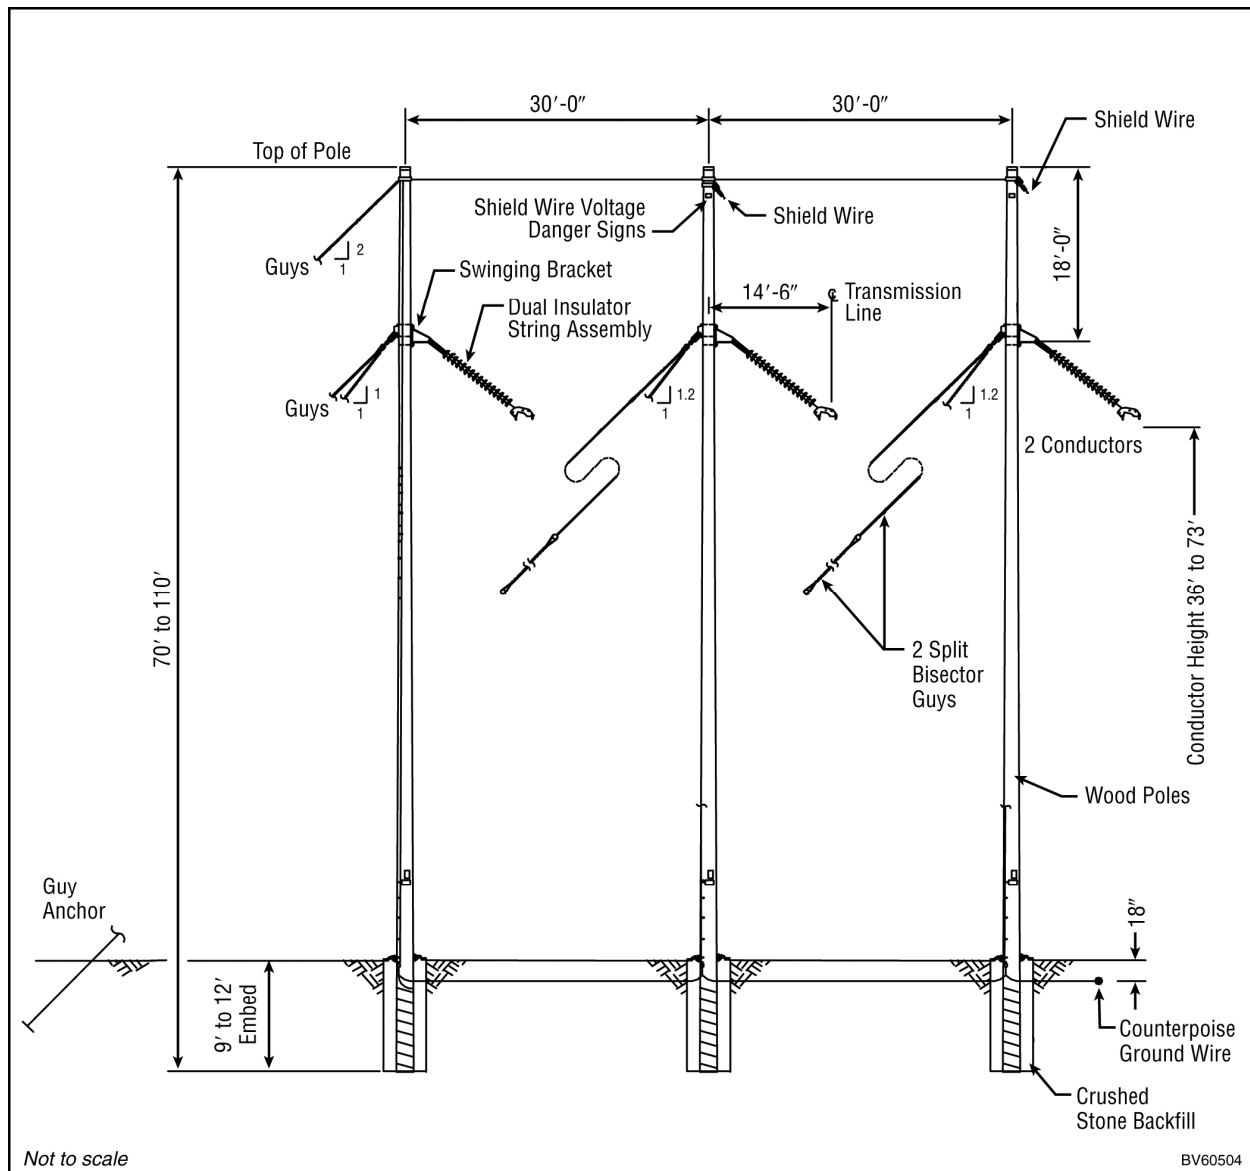 30′-0″
30′-0″
Shield Wire
Top of Pole
Shield Wire Voltage
Danger Signs
Shield Wire
18′-0″
2
1
Guys
Swinging Bracket
14′-6″
℄ Transmission
Line
Dual Insulator
String Assembly
Guys
1
1
1.2
1
1.2
1
2 Conductors
Conductor Height 36′ to 73′
70′ to 110′
2 Split
Bisector
Guys
Wood Poles
Guy
Anchor
18″
9′ to 12′
Embed
Counterpoise
Ground Wire
Crushed
Stone Backfill
Not to scale
BV60504